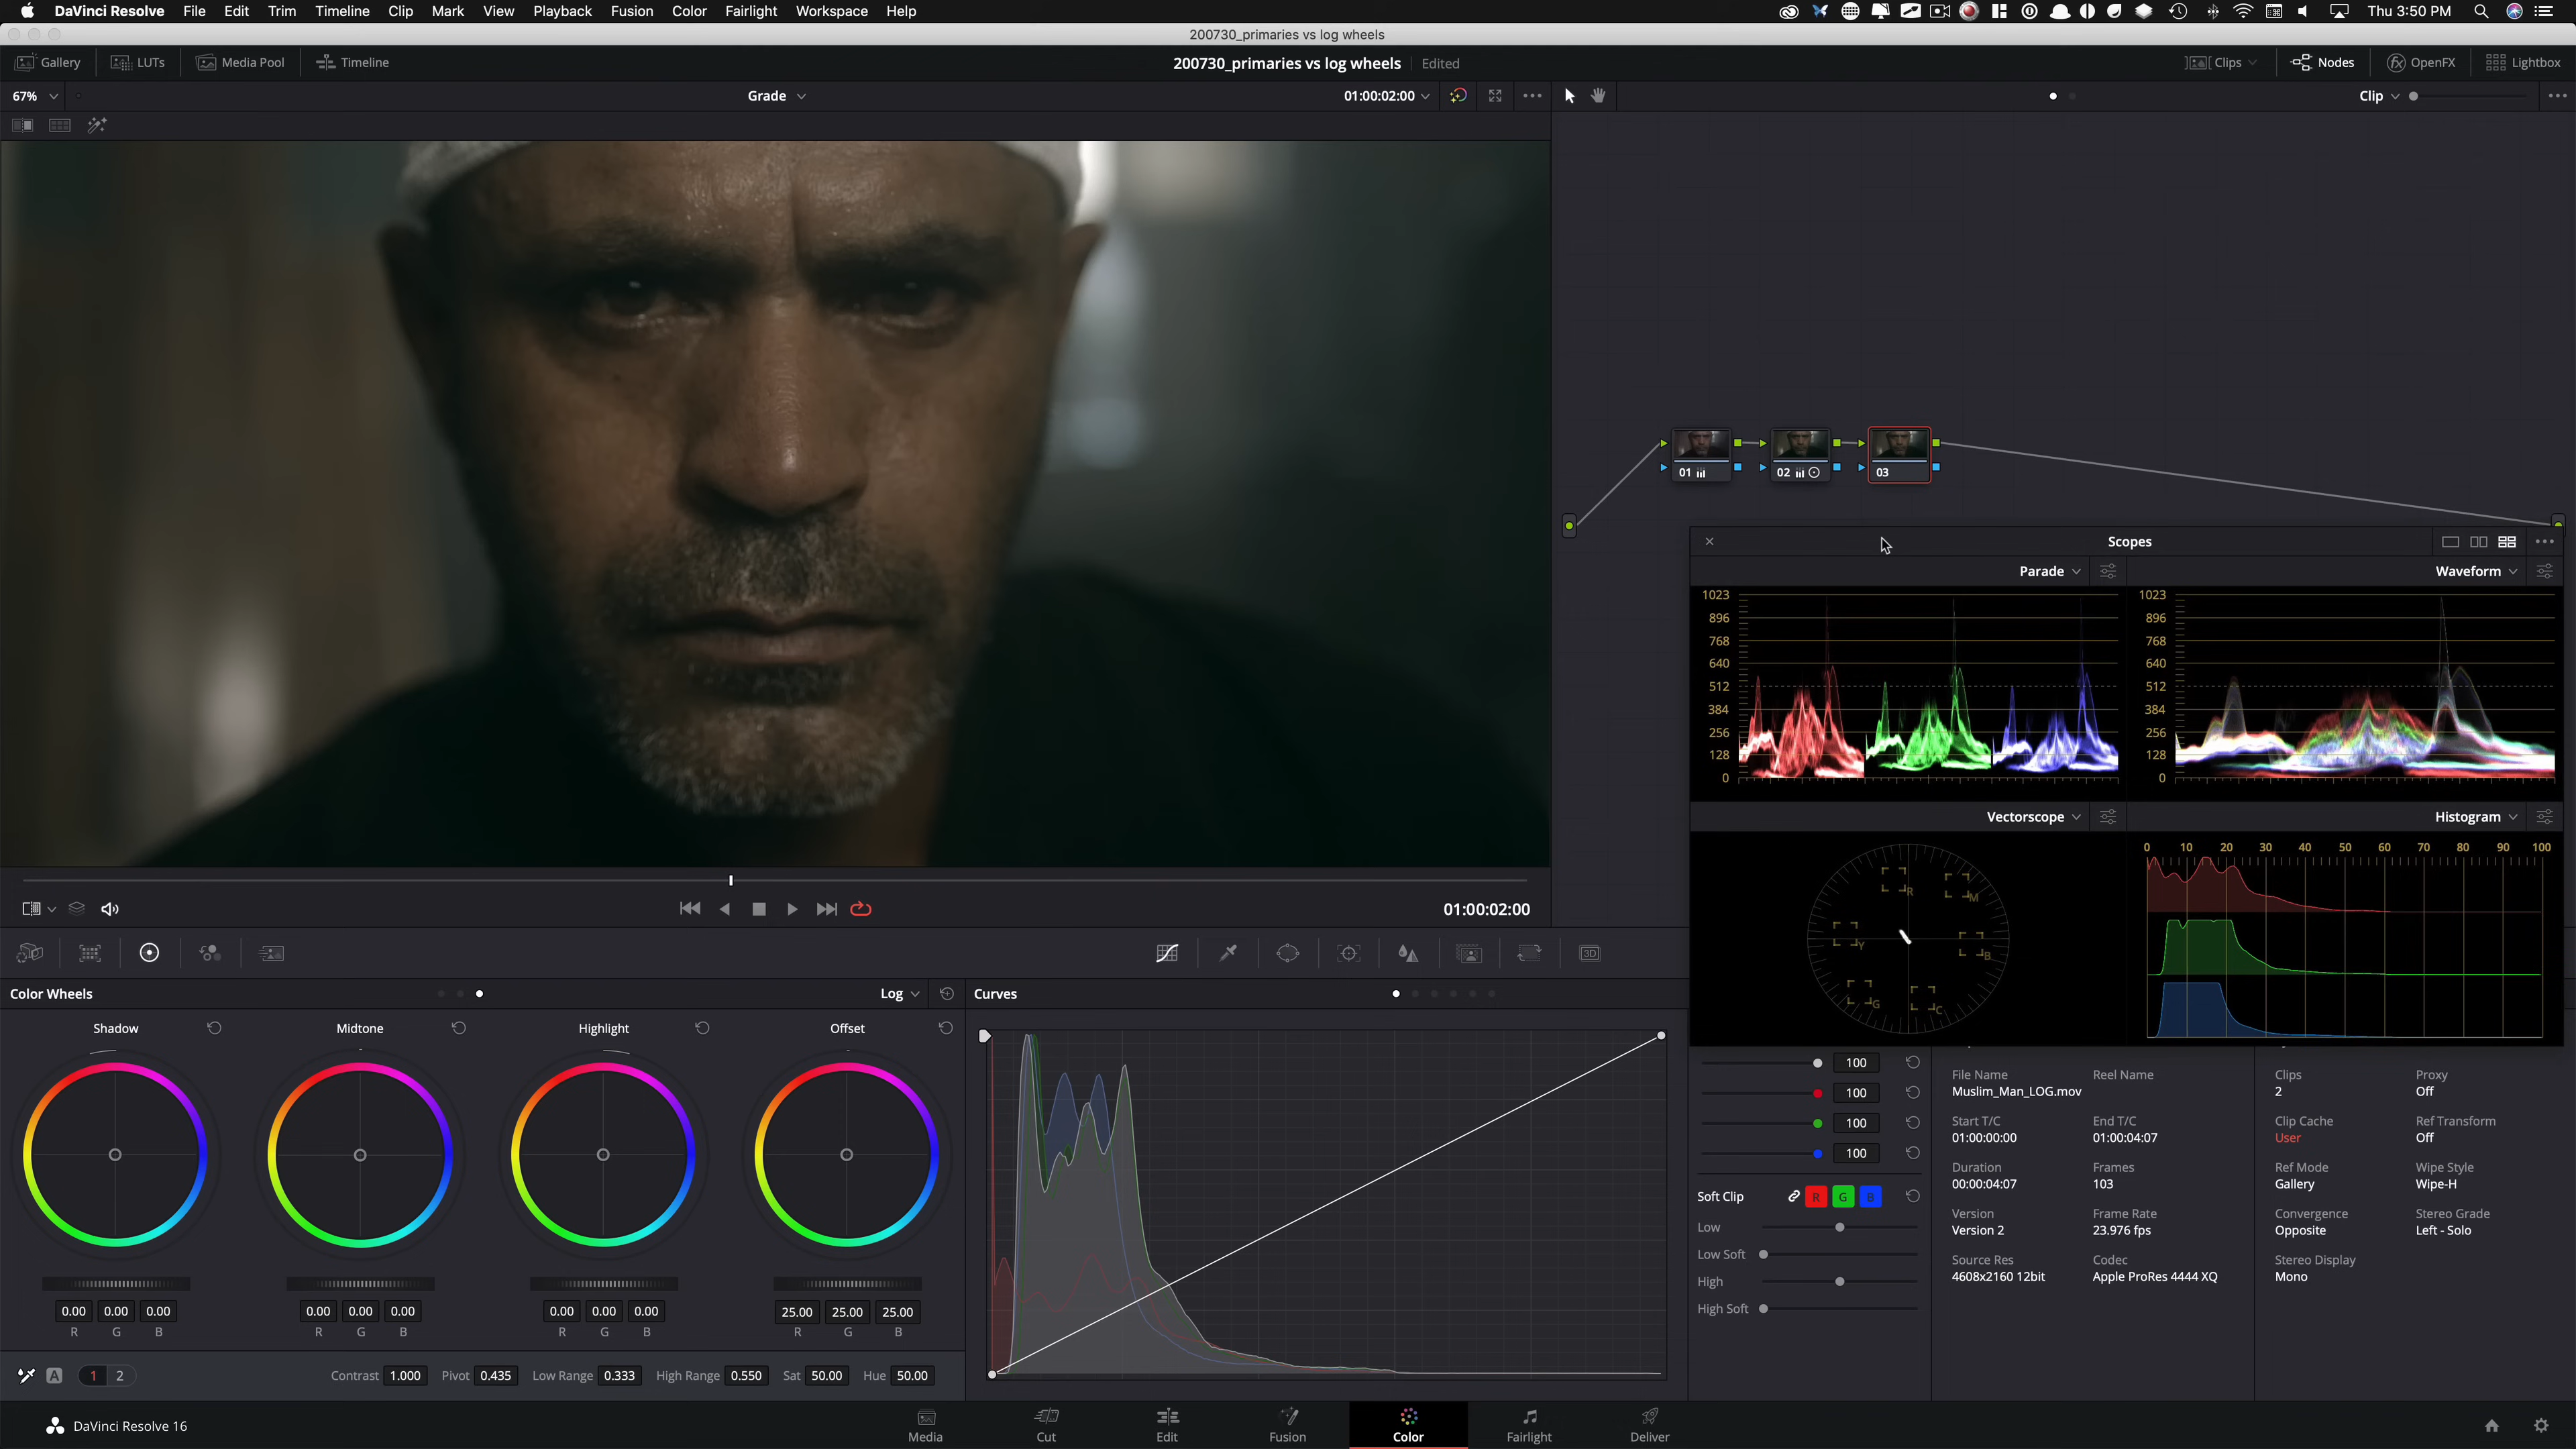 DaVinci Resolve File Edit Trim Timeline Clip Mark View Playback Fusion Color Fairlight Workspace Help Thu 3:50 PM
200730_primaries vs log wheels
Gallery LUTs Media Pool Timeline 200730_primaries vs log wheels Edited Clips Nodes OpenFX Lightbox
67% Grade 01:00:02:00 Clip
01 02 03
Scopes
Parade Waveform
1023 1023
896 896
768 768
640 640
512 512
384 384
256 256
128 128
0 0
Vectorscope Histogram
0 10 20 30 40 50 60 70 80 90 100
R M
Y B
G C
01:00:02:00
3D
Color Wheels Log Curves
Shadow Midtone Highlight Offset
0.00 0.00 0.00 0.00 0.00 0.00 0.00 0.00 0.00 25.00 25.00 25.00
R G B R G B R G B R G B
A 1 2 Contrast 1.000 Pivot 0.435 Low Range 0.333 High Range 0.550 Sat 50.00 Hue 50.00
100
100
100
100
Soft Clip R G B
Low
Low Soft
High
High Soft
File Name Reel Name
Muslim_Man_LOG.mov
Start T/C End T/C
01:00:00:00 01:00:04:07
Duration Frames
00:00:04:07 103
Version Frame Rate
Version 2 23.976 fps
Source Res Codec
4608x2160 12bit Apple ProRes 4444 XQ
Clips Proxy
2 Off
Clip Cache Ref Transform
User Off
Ref Mode Wipe Style
Gallery Wipe-H
Convergence Stereo Grade
Opposite Left - Solo
Stereo Display
Mono
DaVinci Resolve 16 Media Cut Edit Fusion Color Fairlight Deliver